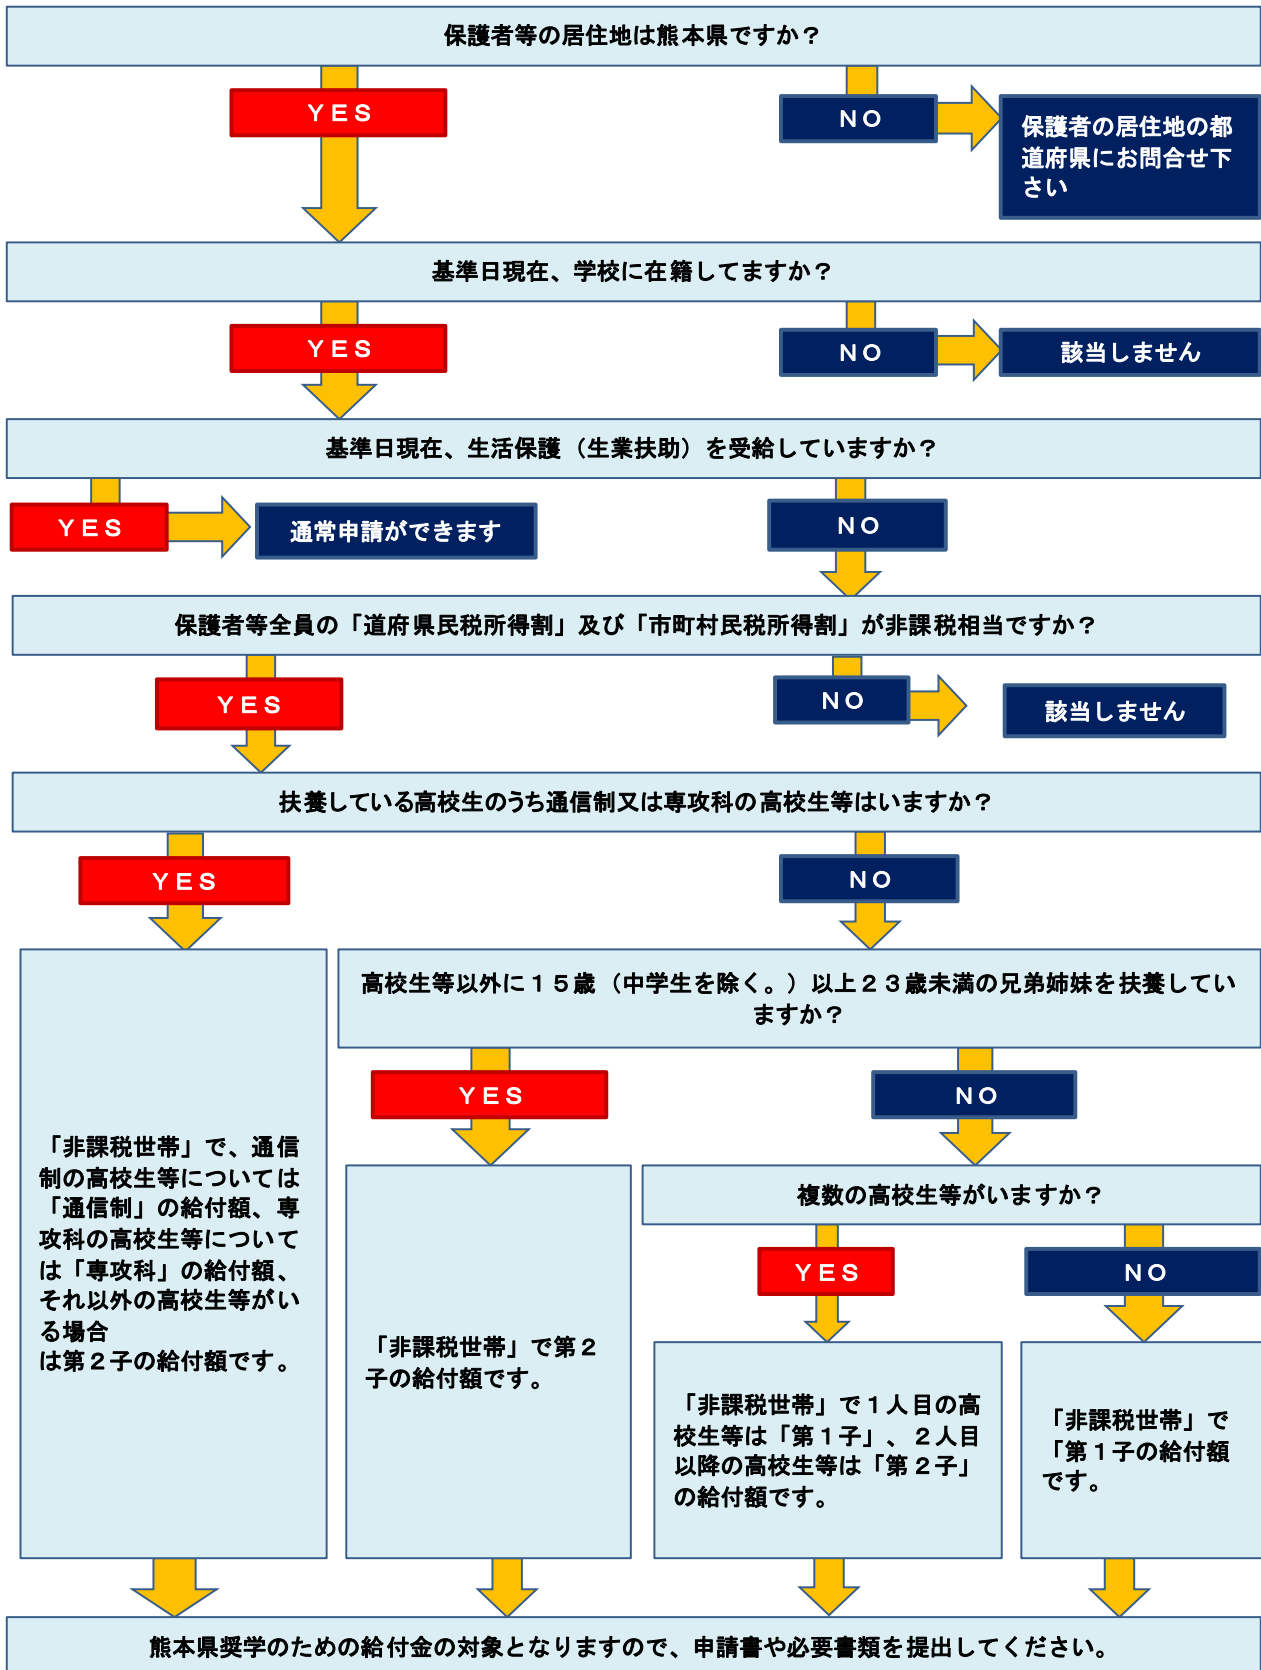 保護者等の居住地は熊本県ですか？
ＹＥＳ
ＮＯ
保護者の居住地の都
道府県にお問合せ下
さい
基準日現在、学校に在籍してますか？
ＹＥＳ
ＮＯ
該当しません
基準日現在、生活保護（生業扶助）を受給していますか？
ＹＥＳ
通常申請ができます
ＮＯ
保護者等全員の「道府県民税所得割」及び「市町村民税所得割」が非課税相当ですか？
ＹＥＳ
ＮＯ
該当しません
扶養している高校生のうち通信制又は専攻科の高校生等はいますか？
ＹＥＳ
ＮＯ
「非課税世帯」で、通信
制の高校生等については
「通信制」の給付額、専
攻科の高校生等について
は「専攻科」の給付額、
それ以外の高校生等がい
る場合
は第２子の給付額です。
高校生等以外に１５歳（中学生を除く。）以上２３歳未満の兄弟姉妹を扶養してい
ますか？
ＹＥＳ
ＮＯ
「非課税世帯」で第２
子の給付額です。
複数の高校生等がいますか？
ＹＥＳ
ＮＯ
「非課税世帯」で１人目の高
校生等は「第１子」、２人目
以降の高校生等は「第２子」
の給付額です。
「非課税世帯」で
「第１子の給付額
です。
熊本県奨学のための給付金の対象となりますので、申請書や必要書類を提出してください。